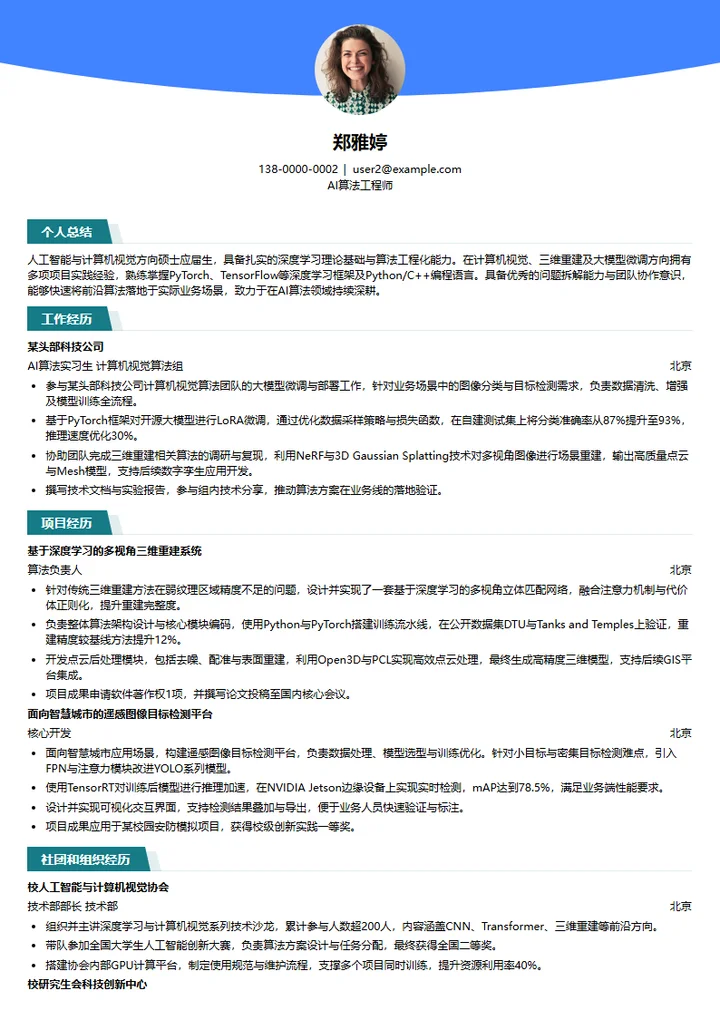 郑雅婷
138-0000-0002 | user2@example.com
AI算法工程师
个人总结
人工智能与计算机视觉方向硕士应届生，具备扎实的深度学习理论基础与算法工程化能力。在计算机视觉、三维重建及大模型微调方向拥有
多项项目实践经验，熟练掌握PyTorch、TensorFlow等深度学习框架及Python/C++编程语言。具备优秀的问题拆解能力与团队协作意识，
能够快速将前沿算法落地于实际业务场景，致力于在AI算法领域持续深耕。
工作经历
某头部科技公司
AI算法实习生 计算机视觉算法组 北京
• 参与某头部科技公司计算机视觉算法团队的大模型微调与部署工作，针对业务场景中的图像分类与目标检测需求，负责数据清洗、增强
及模型训练全流程。
• 基于PyTorch框架对开源大模型进行LoRA微调，通过优化数据采样策略与损失函数，在自建测试集上将分类准确率从87%提升至93%，
推理速度优化30%。
• 协助团队完成三维重建相关算法的调研与复现，利用NeRF与3D Gaussian Splatting技术对多视角图像进行场景重建，输出高质量点云
与Mesh模型，支持后续数字孪生应用开发。
• 撰写技术文档与实验报告，参与组内技术分享，推动算法方案在业务线的落地验证。
项目经历
基于深度学习的多视角三维重建系统
算法负责人 北京
• 针对传统三维重建方法在弱纹理区域精度不足的问题，设计并实现了一套基于深度学习的多视角立体匹配网络，融合注意力机制与代价
体正则化，提升重建完整度。
• 负责整体算法架构设计与核心模块编码，使用Python与PyTorch搭建训练流水线，在公开数据集DTU与Tanks and Temples上验证，重
建精度较基线方法提升12%。
• 开发点云后处理模块，包括去噪、配准与表面重建，利用Open3D与PCL实现高效点云处理，最终生成高精度三维模型，支持后续GIS平
台集成。
• 项目成果申请软件著作权1项，并撰写论文投稿至国内核心会议。
面向智慧城市的遥感图像目标检测平台
核心开发 北京
• 面向智慧城市应用场景，构建遥感图像目标检测平台，负责数据处理、模型选型与训练优化。针对小目标与密集目标检测难点，引入
FPN与注意力模块改进YOLO系列模型。
• 使用TensorRT对训练后模型进行推理加速，在NVIDIA Jetson边缘设备上实现实时检测，mAP达到78.5%，满足业务端性能要求。
• 设计并实现可视化交互界面，支持检测结果叠加与导出，便于业务人员快速验证与标注。
• 项目成果应用于某校园安防模拟项目，获得校级创新实践一等奖。
社团和组织经历
校人工智能与计算机视觉协会
技术部部长 技术部 北京
• 组织并主讲深度学习与计算机视觉系列技术沙龙，累计参与人数超200人，内容涵盖CNN、Transformer、三维重建等前沿方向。
• 带队参加全国大学生人工智能创新大赛，负责算法方案设计与任务分配，最终获得全国二等奖。
• 搭建协会内部GPU计算平台，制定使用规范与维护流程，支撑多个项目同时训练，提升资源利用率40%。
校研究生会科技创新中心